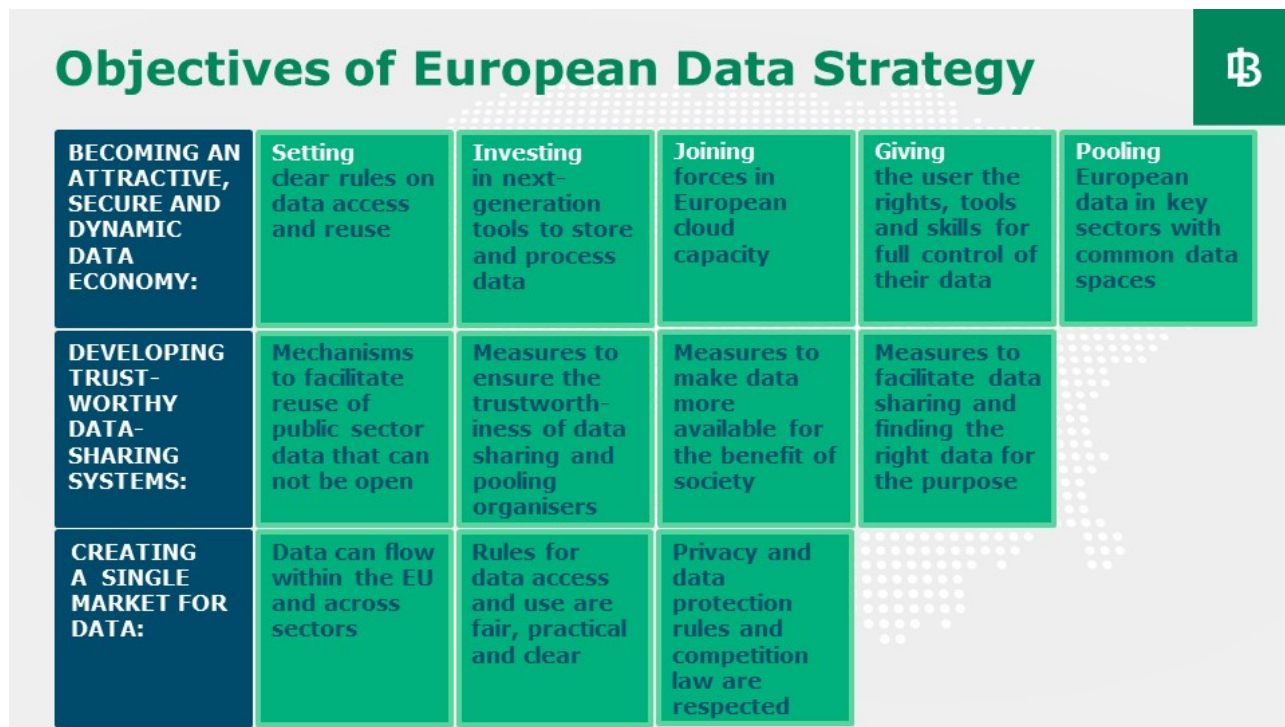 Objectives of European Data Strategy
BECOMING AN
ATTRACTIVE,
SECURE AND
DYNAMIC
DATA
ECONOMY:
Setting
clear rules on
data access
and reuse
Investing
in next-
generation
tools to store
and process
data
Joining
forces in
European
cloud
capacity
Giving
the user the
rights, tools
and skills for
full control of
their data
Pooling
European
data in key
sectors with
common data
spaces
DEVELOPING
TRUST-
WORTHY
DATA-
SHARING
SYSTEMS:
Mechanisms
to facilitate
reuse of
public sector
data that can
not be open
Measures to
ensure the
trustworth-
iness of data
sharing and
pooling
organisers
Measures to
make data
more
available for
the benefit of
society
Measures to
facilitate data
sharing and
finding the
right data for
the purpose
CREATING
A SINGLE
MARKET FOR
DATA:
Data can flow
within the EU
and across
sectors
Rules for
data access
and use are
fair, practical
and clear
Privacy and
data
protection
rules and
competition
law are
respected